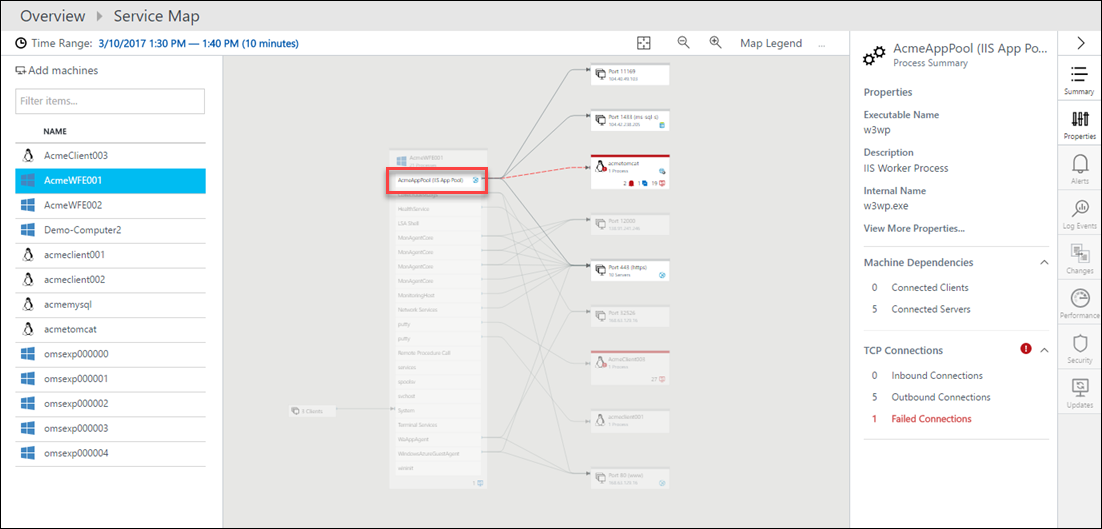 Overview Service Map
Time Range: 3/10/2017 1:30 PM — 1:40 PM (10 minutes)
Map Legend ...
Add machines
Filter items...
NAME
AcmeClient003
AcmeWFE001
AcmeWFE002
Demo-Computer2
acmeclient001
acmeclient002
acmemysql
acmetomcat
omsexp000000
omsexp000001
omsexp000002
omsexp000003
omsexp000004
3 Clients
AcmeWFE001
AcmeAppPool (IIS App Pool)
HealthService
LSA Shell
MonAgentCore
MonAgentCore
MonAgentCore
MonAgentCore
MonitoringHost
Network Services
putty
putty
Remote Procedure Call
services
spoolsv
svchost
System
Terminal Services
WaAppAgent
WindowsAzureGuestAgent
wininit
1
Port 11169
Port 1433 (ms sql s)
acmetomcat
1 Process
2 1 19
Port 12000
Port 443 (https)
10 Servers
Port 32526
AcmeClient003
1 Process
27
acmeclient001
1 Process
Port 80 (www)
AcmeAppPool (IIS App Po...
Process Summary
Properties
Executable Name
w3wp
Description
IIS Worker Process
Internal Name
w3wp.exe
View More Properties...
Machine Dependencies
0 Connected Clients
5 Connected Servers
TCP Connections
0 Inbound Connections
5 Outbound Connections
1 Failed Connections
Summary
Properties
Alerts
Log Events
Changes
Performance
Security
Updates